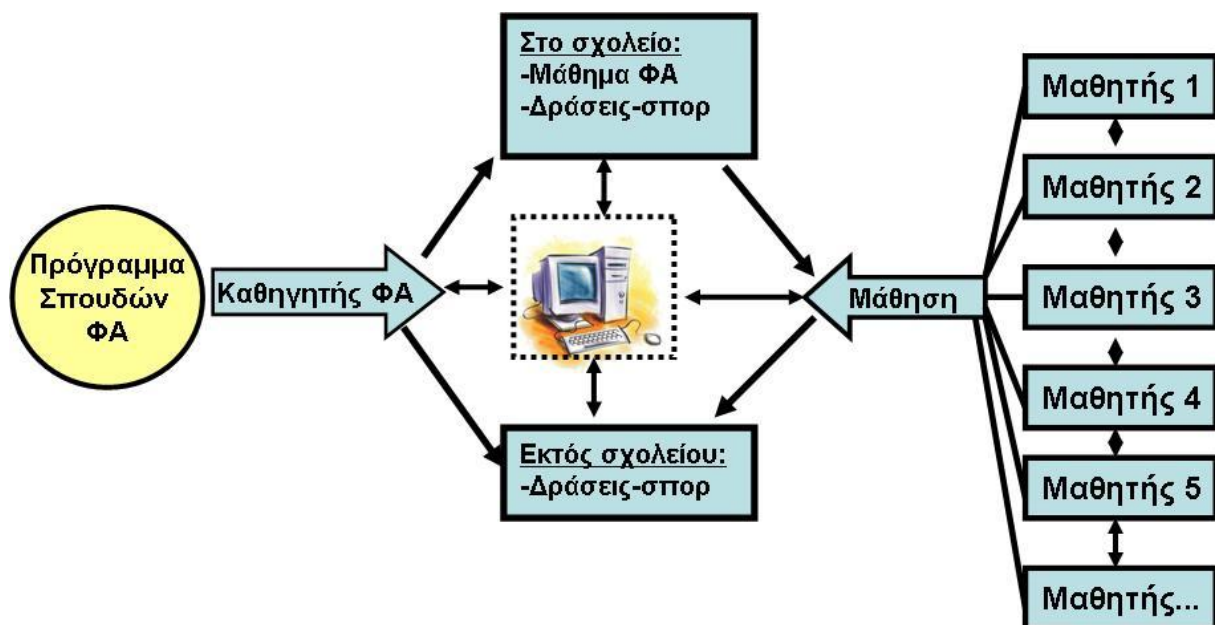 Πρόγραμμα
Σπουδών
ΦΑ
Καθηγητής ΦΑ
Στο σχολείο:
-Μάθημα ΦΑ
-Δράσεις-σπορ
Εκτός σχολείου:
-Δράσεις-σπορ
Μάθηση
Μαθητής 1
Μαθητής 2
Μαθητής 3
Μαθητής 4
Μαθητής 5
Μαθητής...